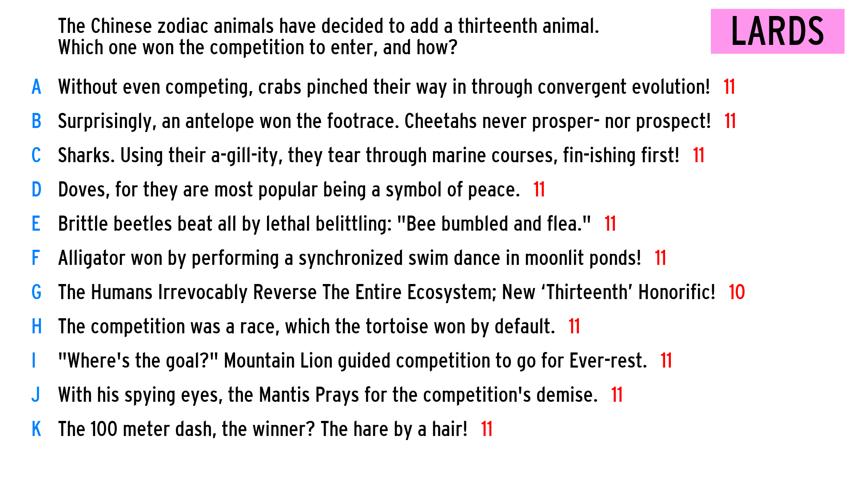 The Chinese zodiac animals have decided to add a thirteenth animal.
Which one won the competition to enter, and how?
LARDS
A Without even competing, crabs pinched their way in through convergent evolution! 11
B Surprisingly, an antelope won the footrace. Cheetahs never prosper- nor prospect! 11
C Sharks. Using their a-gill-ity, they tear through marine courses, fin-ishing first! 11
D Doves, for they are most popular being a symbol of peace. 11
E Brittle beetles beat all by lethal belittling: "Bee bumbled and flea." 11
F Alligator won by performing a synchronized swim dance in moonlit ponds! 11
G The Humans Irrevocably Reverse The Entire Ecosystem; New ‘Thirteenth’ Honorific! 10
H The competition was a race, which the tortoise won by default. 11
I "Where's the goal?" Mountain Lion guided competition to go for Ever-rest. 11
J With his spying eyes, the Mantis Prays for the competition's demise. 11
K The 100 meter dash, the winner? The hare by a hair! 11